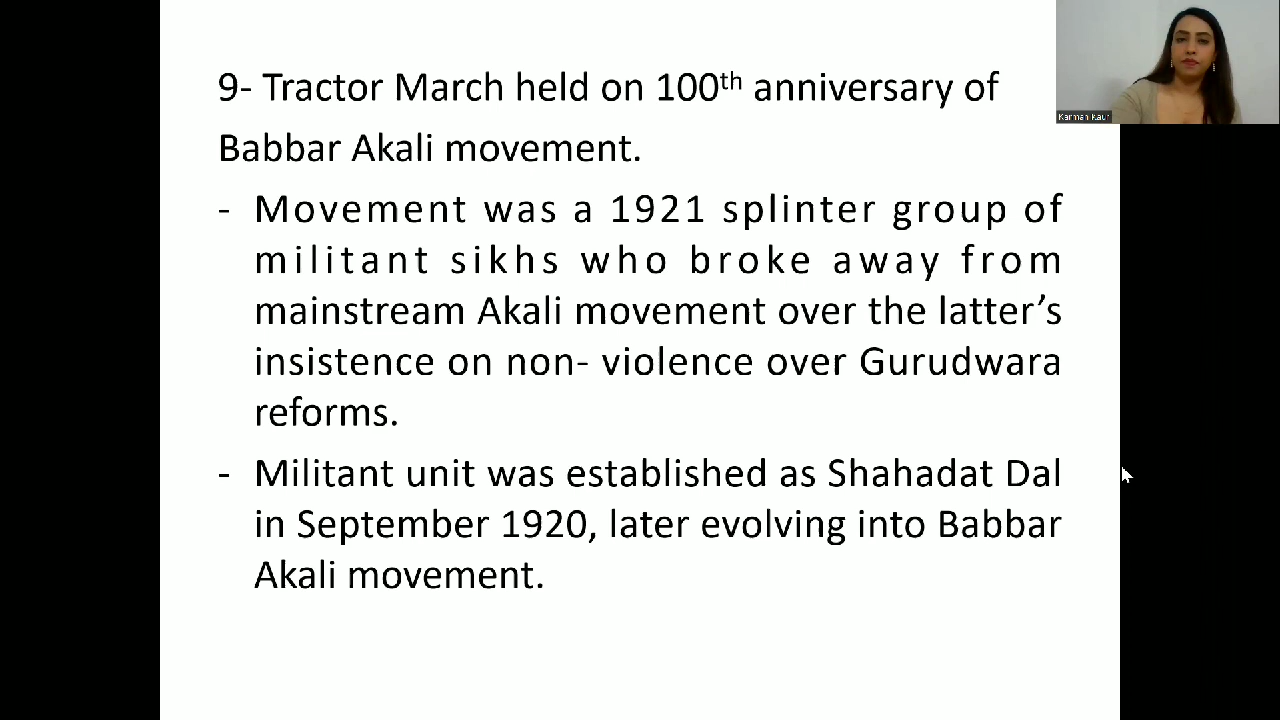 9- Tractor March held on 100th anniversary of
Babbar Akali movement.
- Movement was a 1921 splinter group of
militant sikhs who broke away from
mainstream Akali movement over the latter’s
insistence on non- violence over Gurudwara
reforms.
- Militant unit was established as Shahadat Dal
in September 1920, later evolving into Babbar
Akali movement.
Karman Kaur